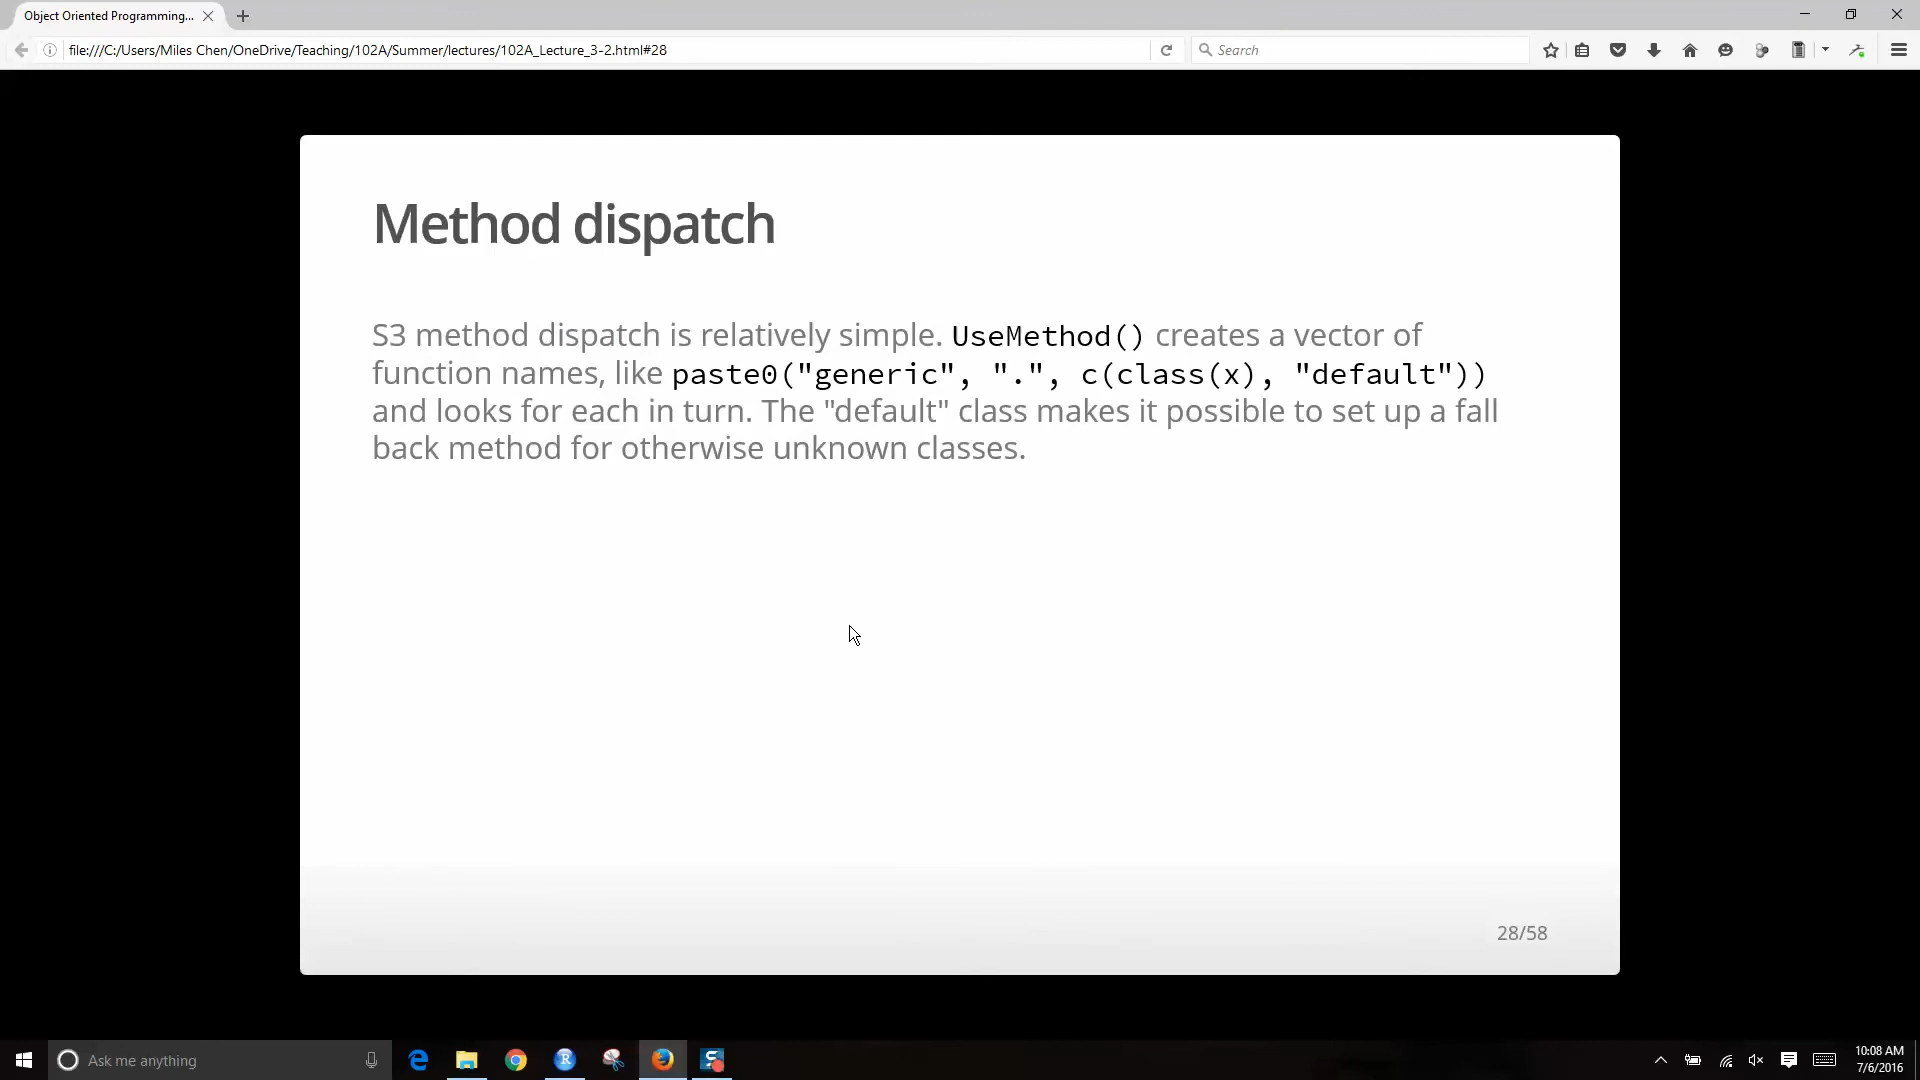 Object Oriented Programming...
file:///C:/Users/Miles Chen/OneDrive/Teaching/102A/Summer/lectures/102A_Lecture_3-2.html#28
Search
Method dispatch
S3 method dispatch is relatively simple. UseMethod() creates a vector of
function names, like paste0("generic", ".", c(class(x), "default"))
and looks for each in turn. The "default" class makes it possible to set up a fall
back method for otherwise unknown classes.
28/58
Ask me anything
10:08 AM
7/6/2016